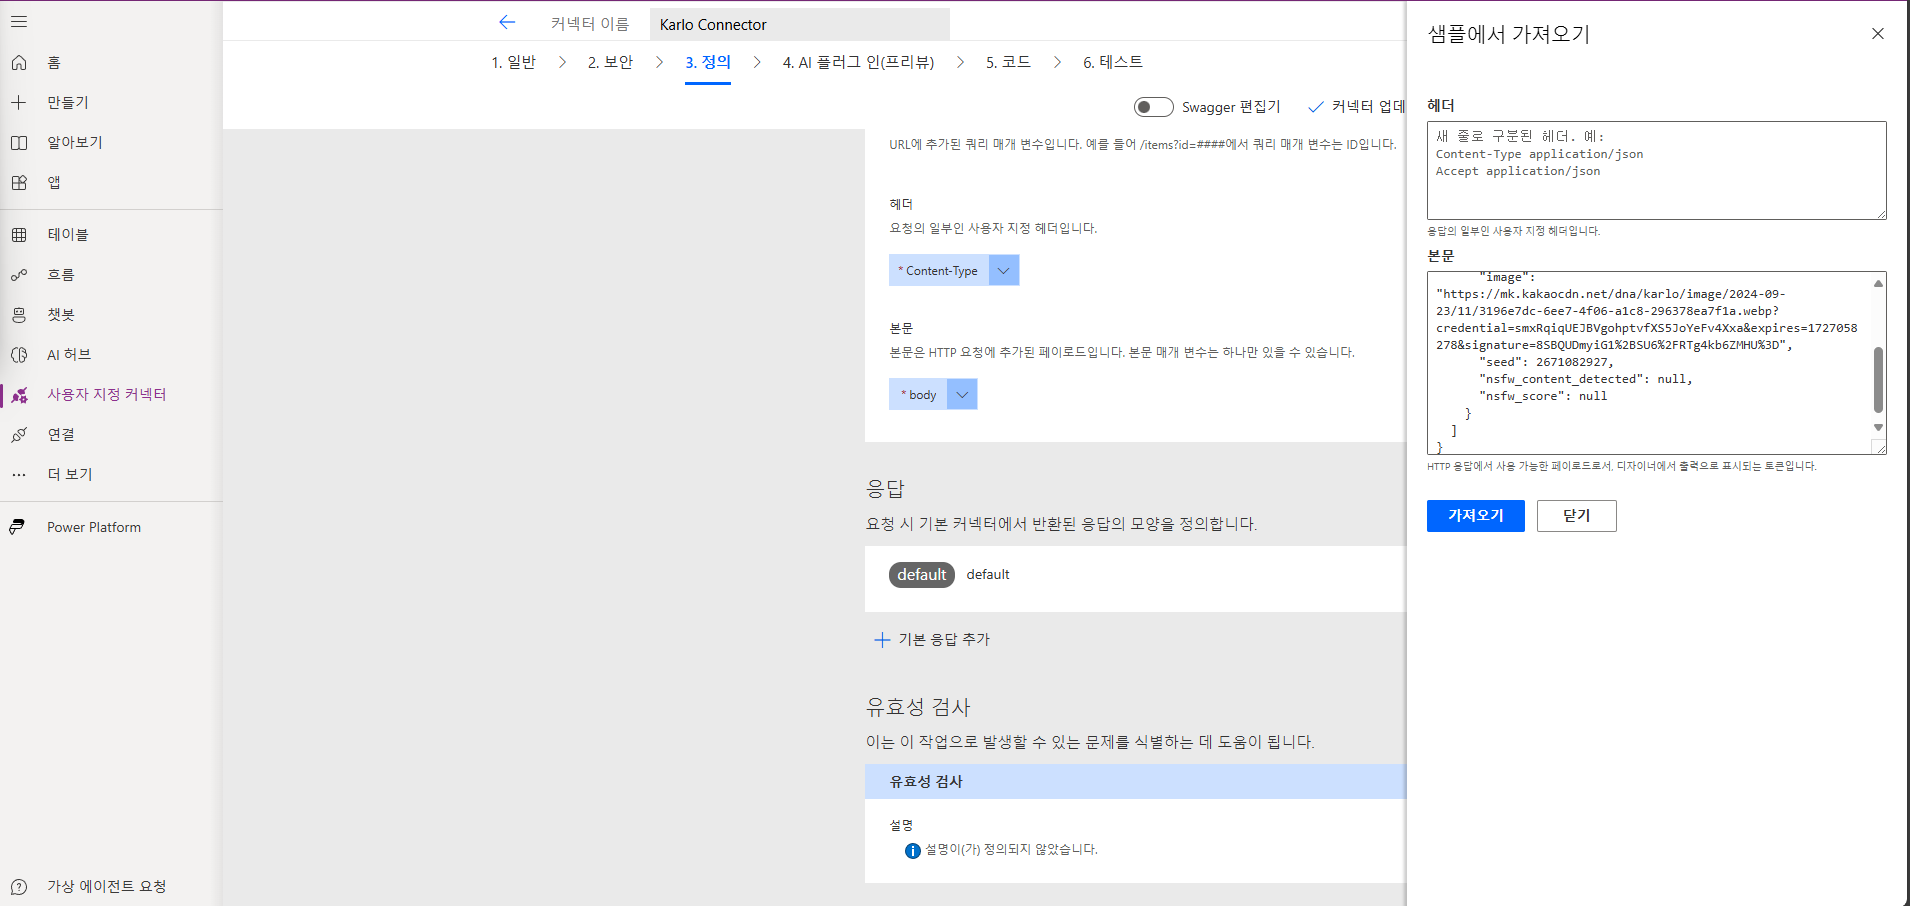 홈
만들기
알아보기
앱
테이블
흐름
챗봇
AI 허브
사용자 지정 커넥터
연결
더 보기
Power Platform
가상 에이전트 요청
커넥터 이름
Karlo Connector
1. 일반
2. 보안
3. 정의
4. AI 플러그 인(프리뷰)
5. 코드
6. 테스트
Swagger 편집기
커넥터 업데
URL에 추가된 쿼리 매개 변수입니다. 예를 들어 /items?id=####에서 쿼리 매개 변수는 ID입니다.
헤더
요청의 일부인 사용자 지정 헤더입니다.
* Content-Type
본문
본문은 HTTP 요청에 추가된 페이로드입니다. 본문 매개 변수는 하나만 있을 수 있습니다.
* body
응답
요청 시 기본 커넥터에서 반환된 응답의 모양을 정의합니다.
default default
기본 응답 추가
유효성 검사
이는 이 작업으로 발생할 수 있는 문제를 식별하는 데 도움이 됩니다.
유효성 검사
설명
설명이(가) 정의되지 않았습니다.
샘플에서 가져오기
헤더
새 줄로 구분된 헤더. 예:
Content-Type application/json
Accept application/json
응답의 일부인 사용자 지정 헤더입니다.
본문
"image":
"https://mk.kakaocdn.net/dna/karlo/image/2024-09-
23/11/3196e7dc-6ee7-4f06-a1c8-296378ea7f1a.webp?
credential=smxRqiqUEJBVgohptvfXS5JoYeFv4Xxa&expires=1727058
278&signature=8SBQUDmyiG1%2BSU6%2FRTg4kb6ZMHU%3D",
"seed": 2671082927,
"nsfw_content_detected": null,
"nsfw_score": null
}
]
}
HTTP 응답에서 사용 가능한 페이로드로서, 디자이너에서 출력으로 표시되는 토큰입니다.
가져오기
닫기